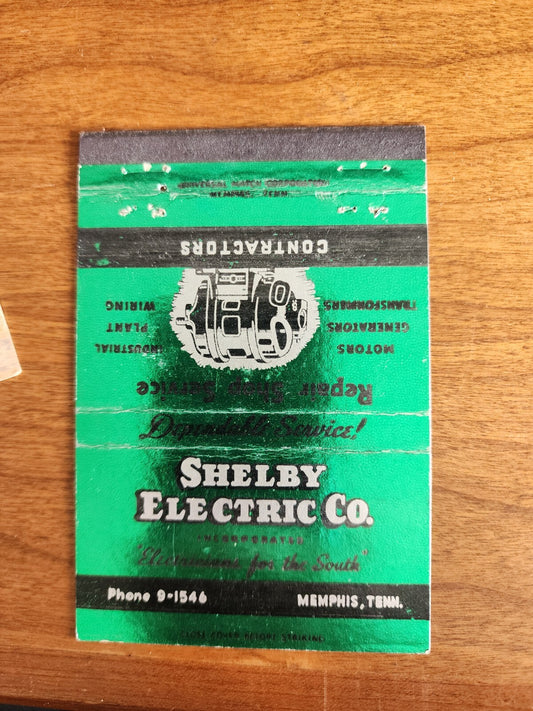 UNIVERSAL MATCH CORPORATION
MEMPHIS, TENN.
CONTRACTORS
Repair Shop Service
MOTORS
GENERATORS
TRANSFORMERS
INDUSTRIAL
PLANT
WIRING
Dependable Service!
SHELBY
ELECTRIC CO.
INCORPORATED
"Electricians for the South"
Phone 9-1546 MEMPHIS, TENN.
CLOSE COVER BEFORE STRIKING